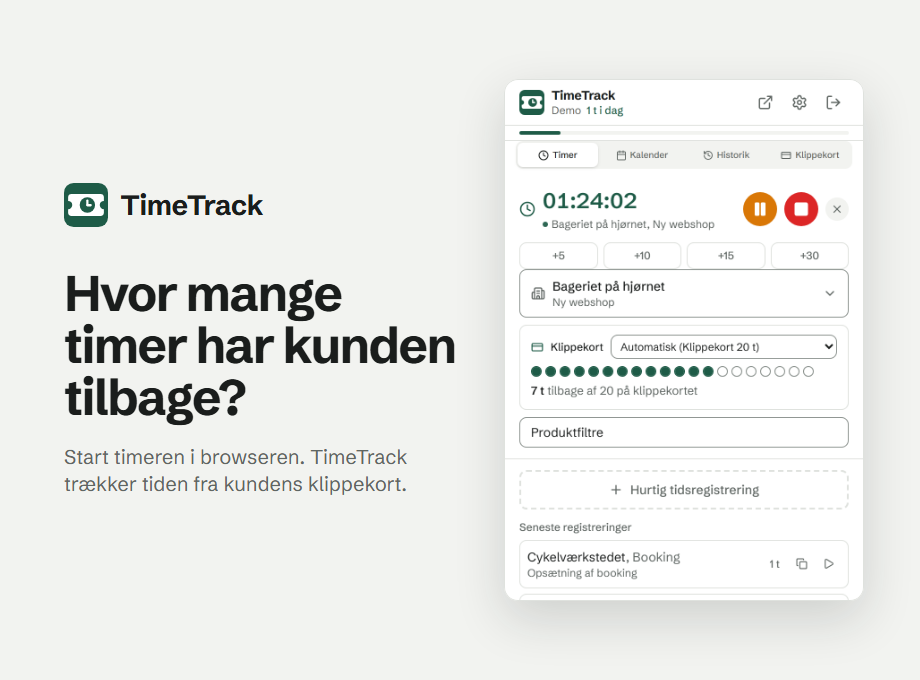 TimeTrack
Hvor mange
timer har kunden
tilbage?
Start timeren i browseren. TimeTrack
trækker tiden fra kundens klippekort.
TimeTrack
Demo 1 t i dag
Timer Kalender Historik Klippekort
01:24:02
Bageriet på hjørnet, Ny webshop
+5 +10 +15 +30
Bageriet på hjørnet
Ny webshop
Klippekort Automatisk (Klippekort 20 t)
7 t tilbage af 20 på klippekortet
Produktfiltre
+ Hurtig tidsregistrering
Seneste registreringer
Cykelværkstedet, Booking
Opsætning af booking
1 t